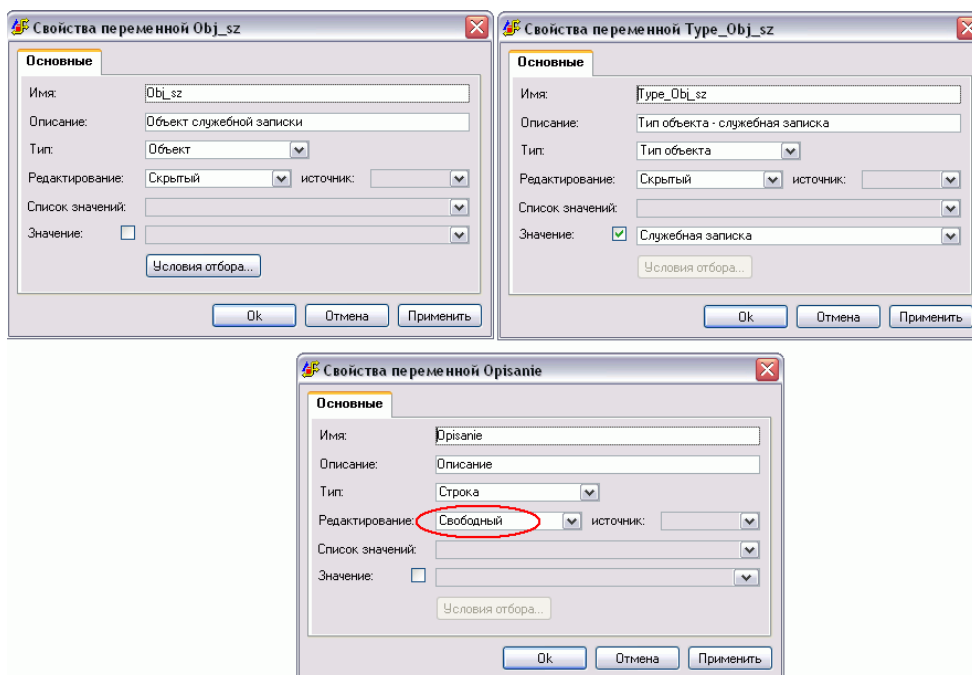 Свойства переменной Obj_sz
Основные
Имя: Obj_sz
Описание: Объект служебной записки
Тип: Объект
Редактирование: Скрытый источник:
Список значений:
Значение:
Условия отбора...
Ok Отмена Применить
Свойства переменной Type_Obj_sz
Основные
Имя: Type_Obj_sz
Описание: Тип объекта - служебная записка
Тип: Тип объекта
Редактирование: Скрытый источник:
Список значений:
Значение: Служебная записка
Условия отбора...
Ok Отмена Применить
Свойства переменной Opisanie
Основные
Имя: Opisanie
Описание: Описание
Тип: Строка
Редактирование: Свободный источник:
Список значений:
Значение:
Условия отбора...
Ok Отмена Применить